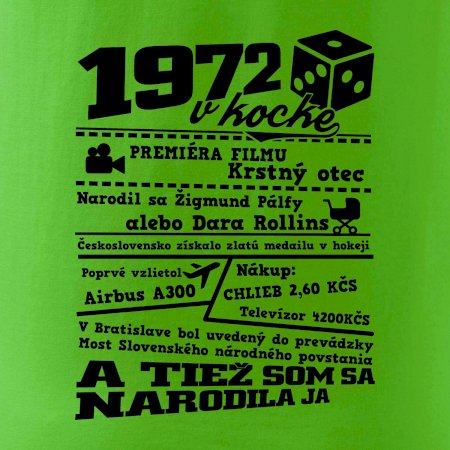 1972
v kocke
PREMIÉRA FILMU
Krstný otec
Narodil sa Žigmund Pálfy
alebo Dara Rollins
Československo získalo zlatú medailu v hokeji
Poprvé vzlietol
Airbus A300
Nákup:
CHLIEB 2,60 KČS
Televízor 4200KČS
V Bratislave bol uvedený do prevádzky
Most Slovenského národného povstania
A TIEŽ SOM SA
NARODILA JA